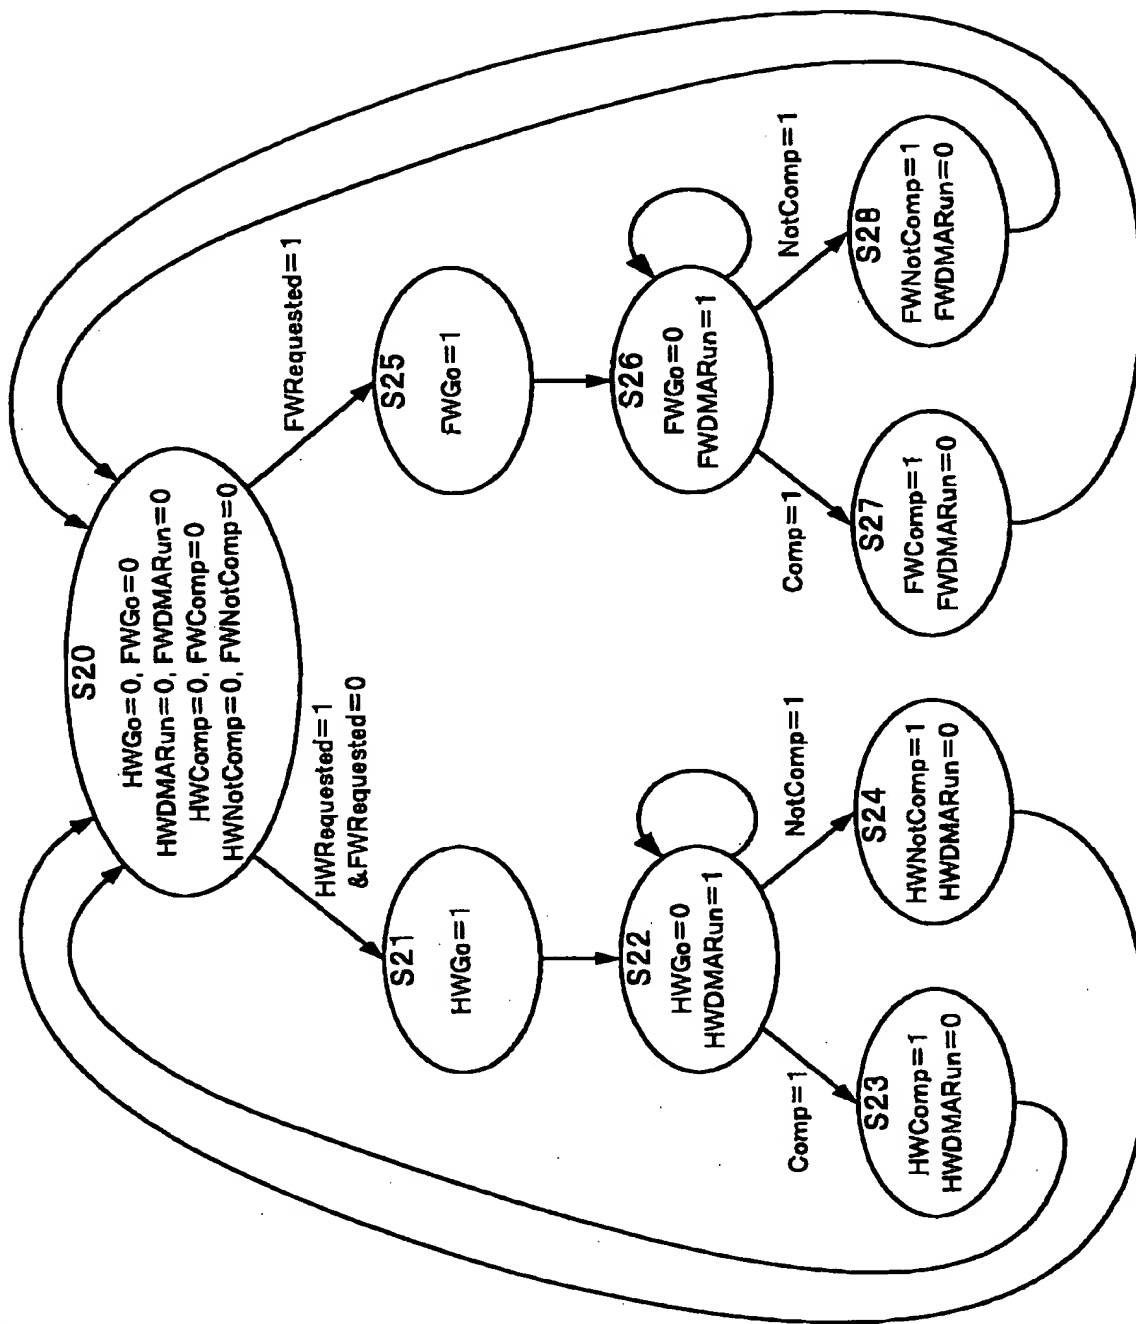 S20
HWGo=0, FWGo=0
HWDMARun=0, FWDMARun=0
HWComp=0, FWComp=0
HWNotComp=0, FWNotComp=0
HWRequested=1
&FWRequested=0
FWRequested=1
S21
HWGo=1
S25
FWGo=1
S22
HWGo=0
HWDMARun=1
S26
FWGo=0
FWDMARun=1
Comp=1
NotComp=1
Comp=1
NotComp=1
S23
HWComp=1
HWDMARun=0
S24
HWNotComp=1
HWDMARun=0
S27
FWComp=1
FWDMARun=0
S28
FWNotComp=1
FWDMARun=0